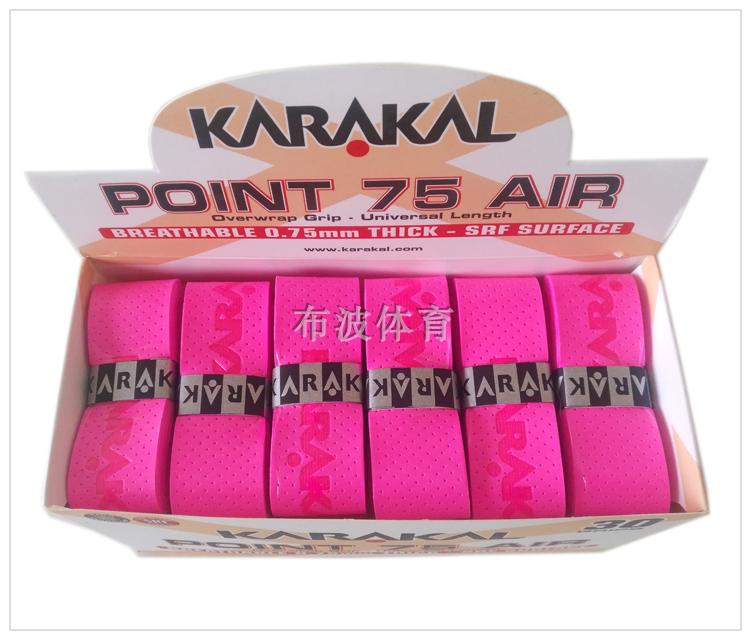 KARAKAL
POINT 75 AIR
Overwrap Grip - Universal Length
BREATHABLE 0.75mm THICK - SRF SURFACE
www.karakal.com
布波体育
KARAK
KARAK
KARAK
KARAK
KARAK
KARAK
KARAKAL
30
POINT 75 AIR